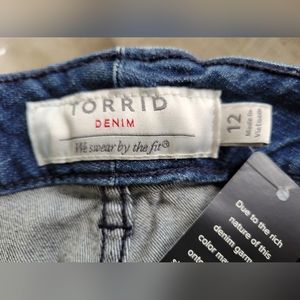 TORRID
DENIM
We swear by the fit®
12
Made in
Vietnam
Due to the rich
nature of this
denim garm
color ma
onto